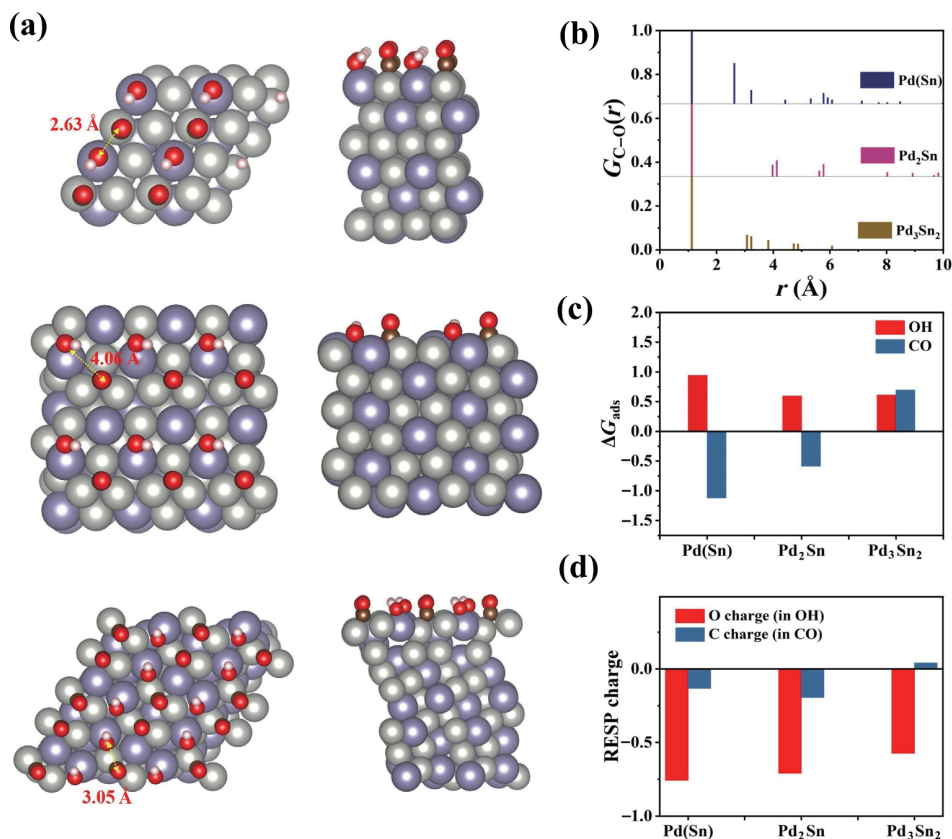 (a)
2.63 Å
4.06 Å
3.05 Å
(b)
G_C–O(r)
1.0
0.8
0.6
0.4
0.2
0.0
Pd(Sn)
Pd₂Sn
Pd₃Sn₂
0 2 4 6 8 10
r (Å)
(c)
ΔG_ads
2.0
1.5
1.0
0.5
0.0
−0.5
−1.0
−1.5
OH
CO
Pd(Sn) Pd₂Sn Pd₃Sn₂
(d)
RESP charge
0.0
−0.5
−1.0
O charge (in OH)
C charge (in CO)
Pd(Sn) Pd₂Sn Pd₃Sn₂